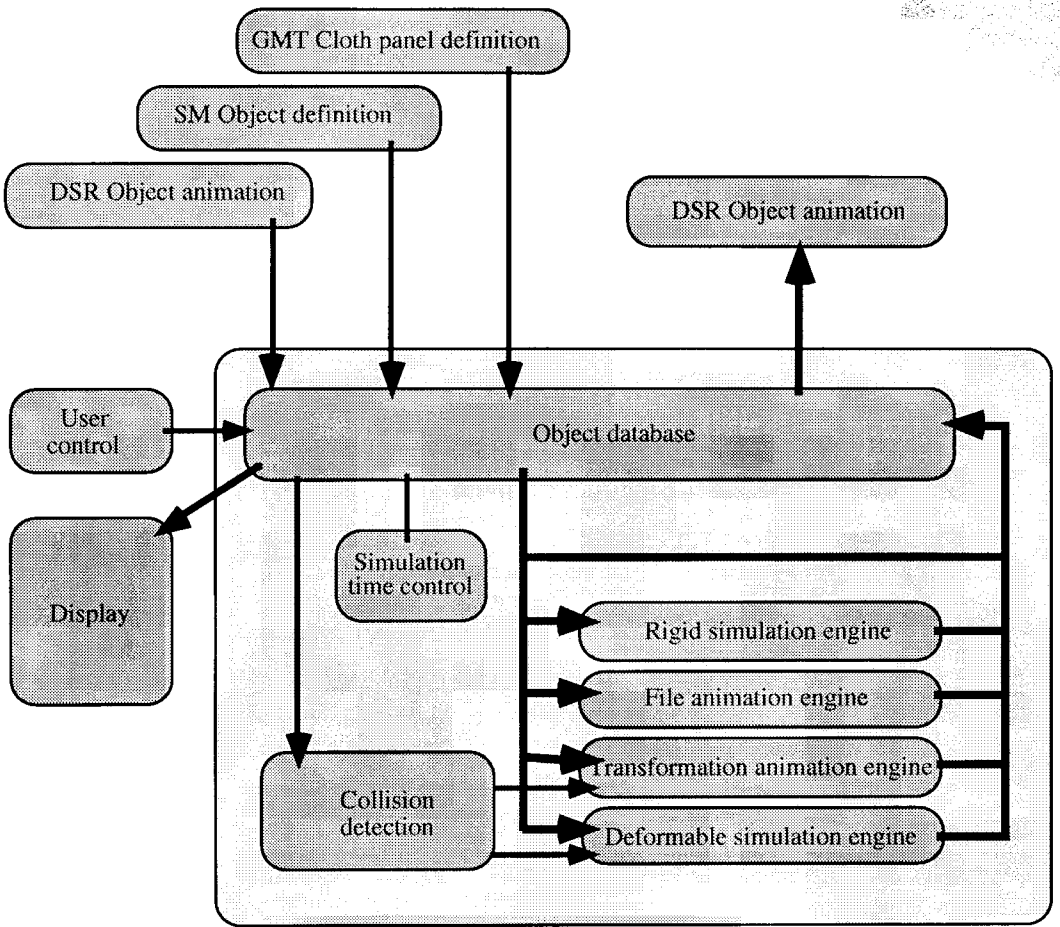 GMT Cloth panel definition
SM Object definition
DSR Object animation
DSR Object animation
User
control
Object database
Simulation
time control
Display
Rigid simulation engine
File animation engine
Transformation animation engine
Collision
detection
Deformable simulation engine